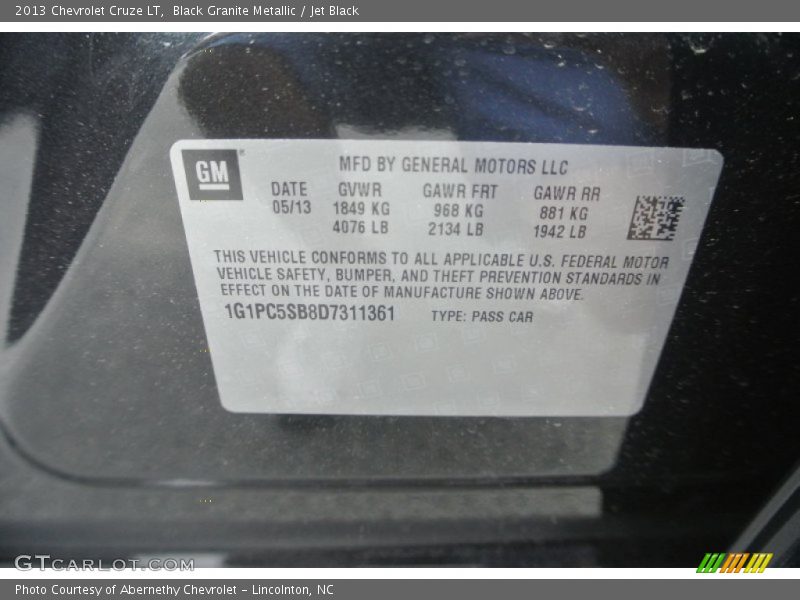 2013 Chevrolet Cruze LT,  Black Granite Metallic / Jet Black
GM
MFD BY GENERAL MOTORS LLC
DATE GVWR GAWR FRT GAWR RR
05/13 1849 KG 968 KG 881 KG
4076 LB 2134 LB 1942 LB
THIS VEHICLE CONFORMS TO ALL APPLICABLE U.S. FEDERAL MOTOR
VEHICLE SAFETY, BUMPER, AND THEFT PREVENTION STANDARDS IN
EFFECT ON THE DATE OF MANUFACTURE SHOWN ABOVE.
1G1PC5SB8D7311361 TYPE: PASS CAR
GTCARLOT.COM
Photo Courtesy of Abernethy Chevrolet - Lincolnton, NC